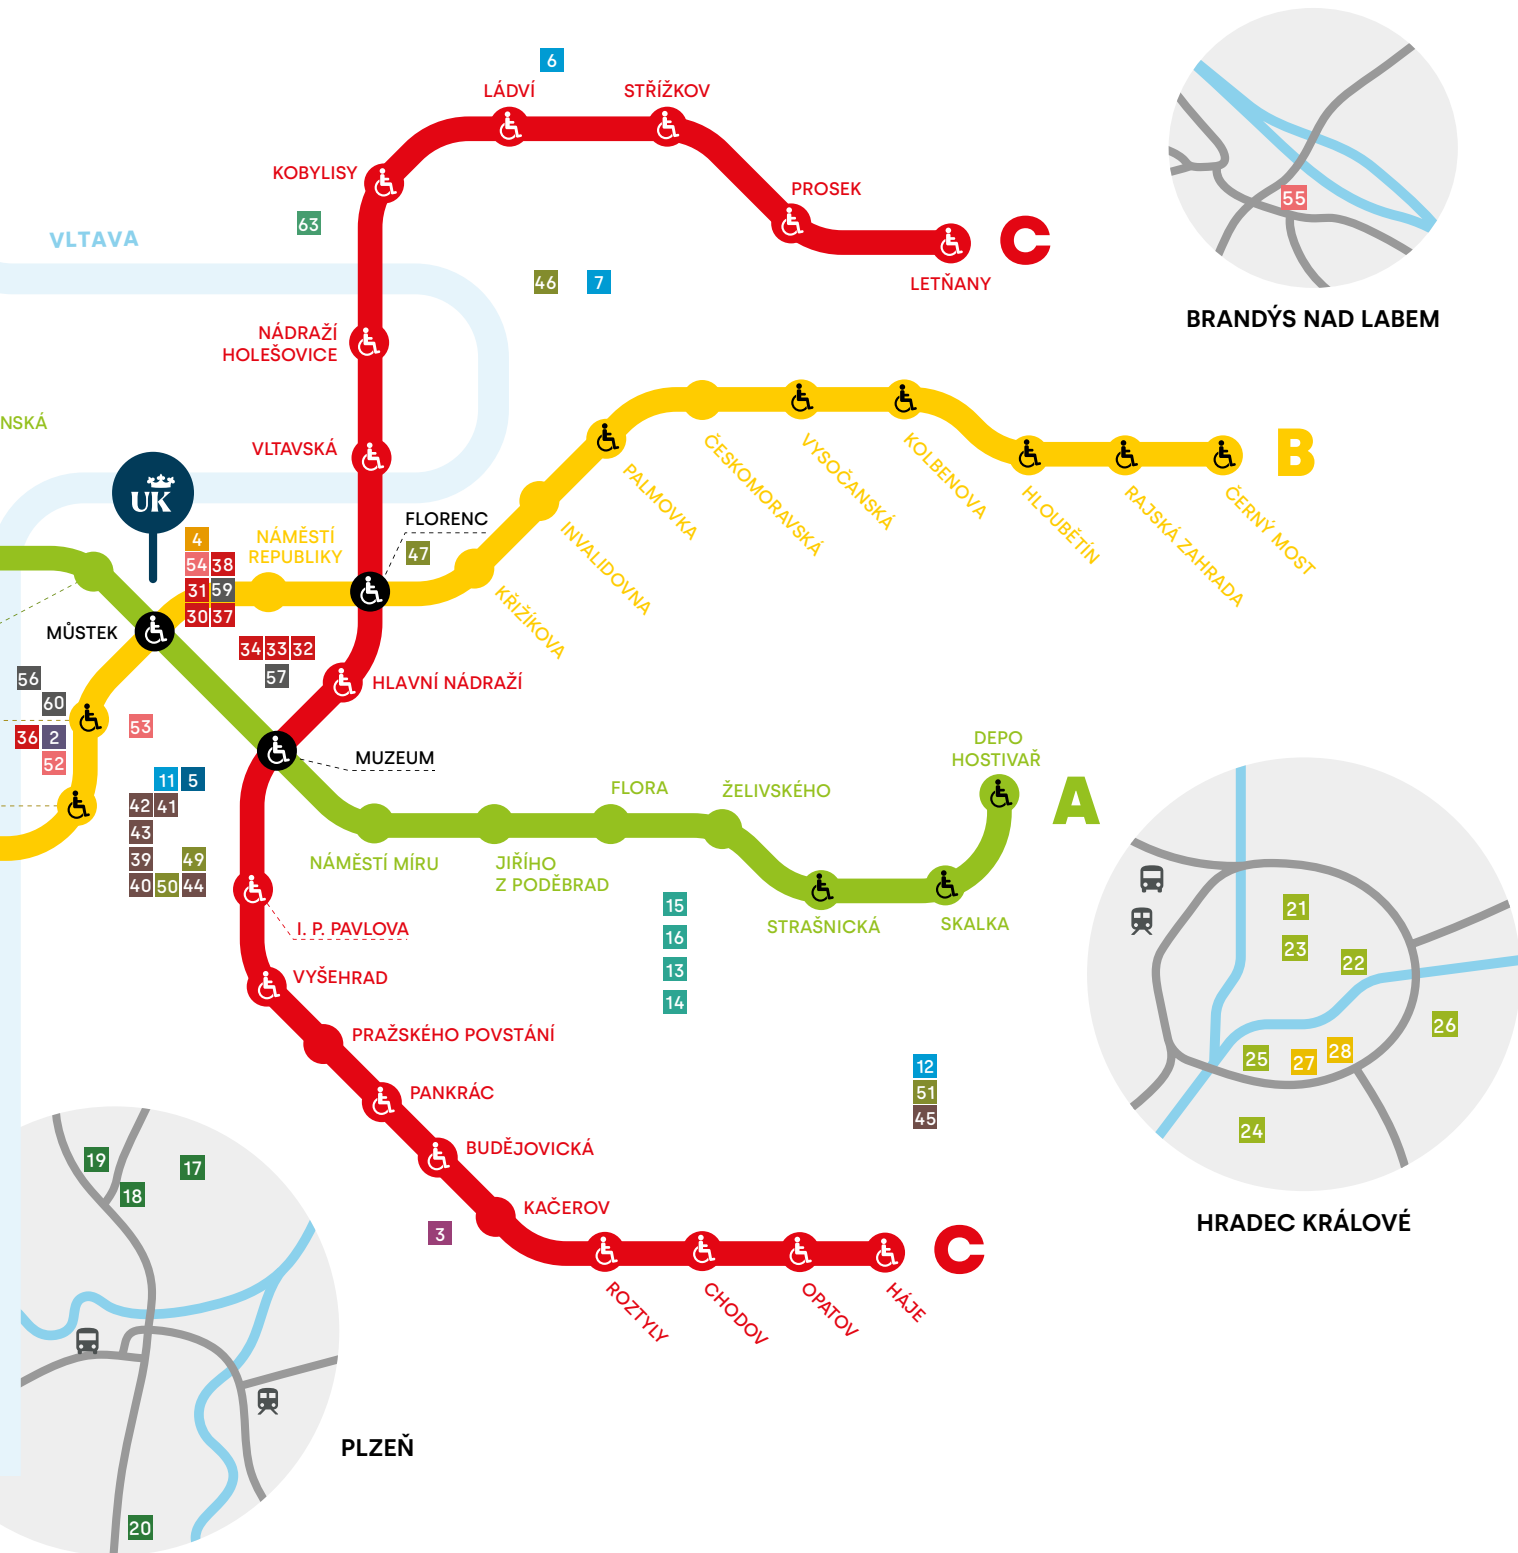 6
LÁDVÍ
STŘÍŽKOV
KOBYLISY
PROSEK
63
55
VLTAVA
C
46
7
LETŇANY
BRANDÝS NAD LABEM
NÁDRAŽÍ
HOLEŠOVICE
NSKÁ
VLTAVSKÁ
B
PALMOVKA
ČESKOMORAVSKÁ
VYSOČANSKÁ
KOLBENOVA
HLOUBĚTÍN
RAJSKÁ ZAHRADA
ČERNÝ MOST
UK
FLORENC
47
INVALIDOVNA
KŘIŽÍKOVA
NÁMĚSTÍ
REPUBLIKY
4
54 38
31 59
30 37
MŮSTEK
34 33 32
57
HLAVNÍ NÁDRAŽÍ
56
60
36 2
52
53
MUZEUM
11 5
42 41
43
39 49
40 50 44
DEPO
HOSTIVAŘ
A
FLORA
ŽELIVSKÉHO
NÁMĚSTÍ MÍRU
JIŘÍHO
Z PODĚBRAD
STRAŠNICKÁ
SKALKA
15
16
13
14
I. P. PAVLOVA
VYŠEHRAD
PRAŽSKÉHO POVSTÁNÍ
PANKRÁC
BUDĚJOVICKÁ
KAČEROV
3
12
51
45
C
ROZTYLY
CHODOV
OPATOV
HÁJE
21
23
22
26
25
27
28
24
HRADEC KRÁLOVÉ
19
17
18
20
PLZEŇ